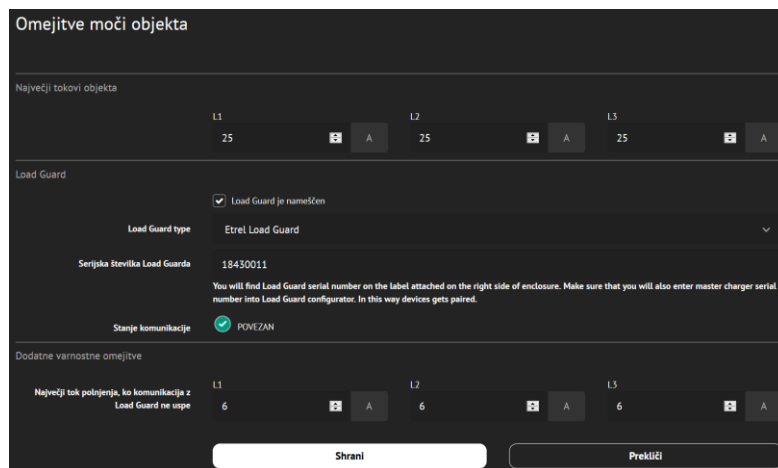 Omejitve moči objekta
Največji tokovi objekta
L1 L2 L3
25 A 25 A 25 A
Load Guard
Load Guard je nameščen
Load Guard type Etrel Load Guard
Serijska številka Load Guarda 18430011
You will find Load Guard serial number on the label attached on the right side of enclosure. Make sure that you will also enter master charger serial
number into Load Guard configurator. In this way devices gets paired.
Stanje komunikacije POVEZAN
Dodatne varnostne omejitve
L1 L2 L3
Največji tok polnjenja, ko komunikacija z
Load Guard ne uspe
6 A 6 A 6 A
Shrani Prekliči